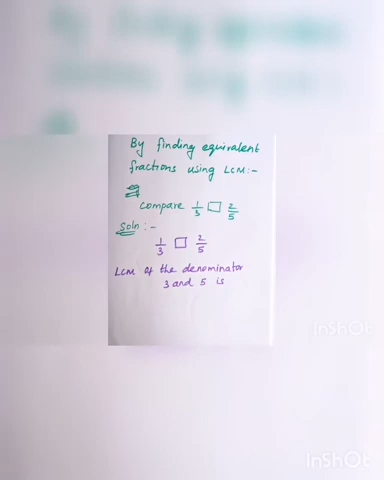 By finding equivalent
fractions using LCM:-
eg
Compare 1/3 □ 2/5
Soln :-
1/3 □ 2/5
LCM of the denominator
3 and 5 is
InShOt
InShOt